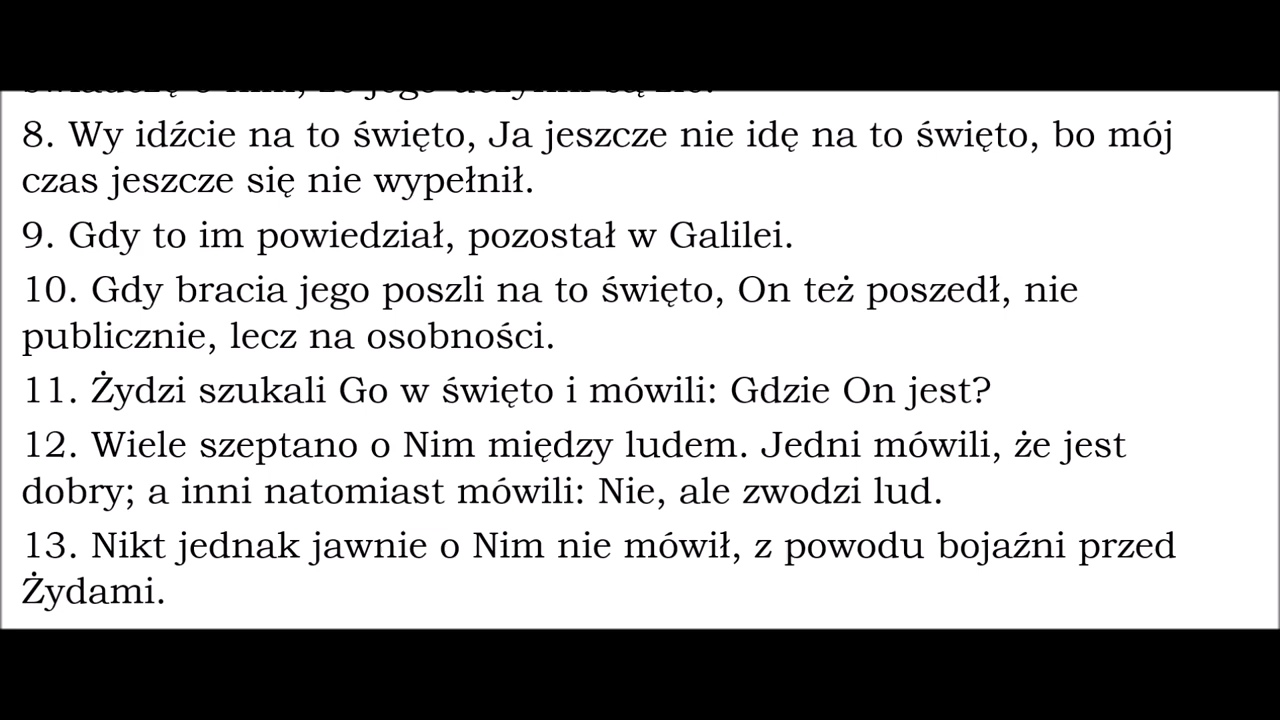 8. Wy idźcie na to święto, Ja jeszcze nie idę na to święto, bo mój
czas jeszcze się nie wypełnił.
9. Gdy to im powiedział, pozostał w Galilei.
10. Gdy bracia jego poszli na to święto, On też poszedł, nie
publicznie, lecz na osobności.
11. Żydzi szukali Go w święto i mówili: Gdzie On jest?
12. Wiele szeptano o Nim między ludem. Jedni mówili, że jest
dobry; a inni natomiast mówili: Nie, ale zwodzi lud.
13. Nikt jednak jawnie o Nim nie mówił, z powodu bojaźni przed
Żydami.